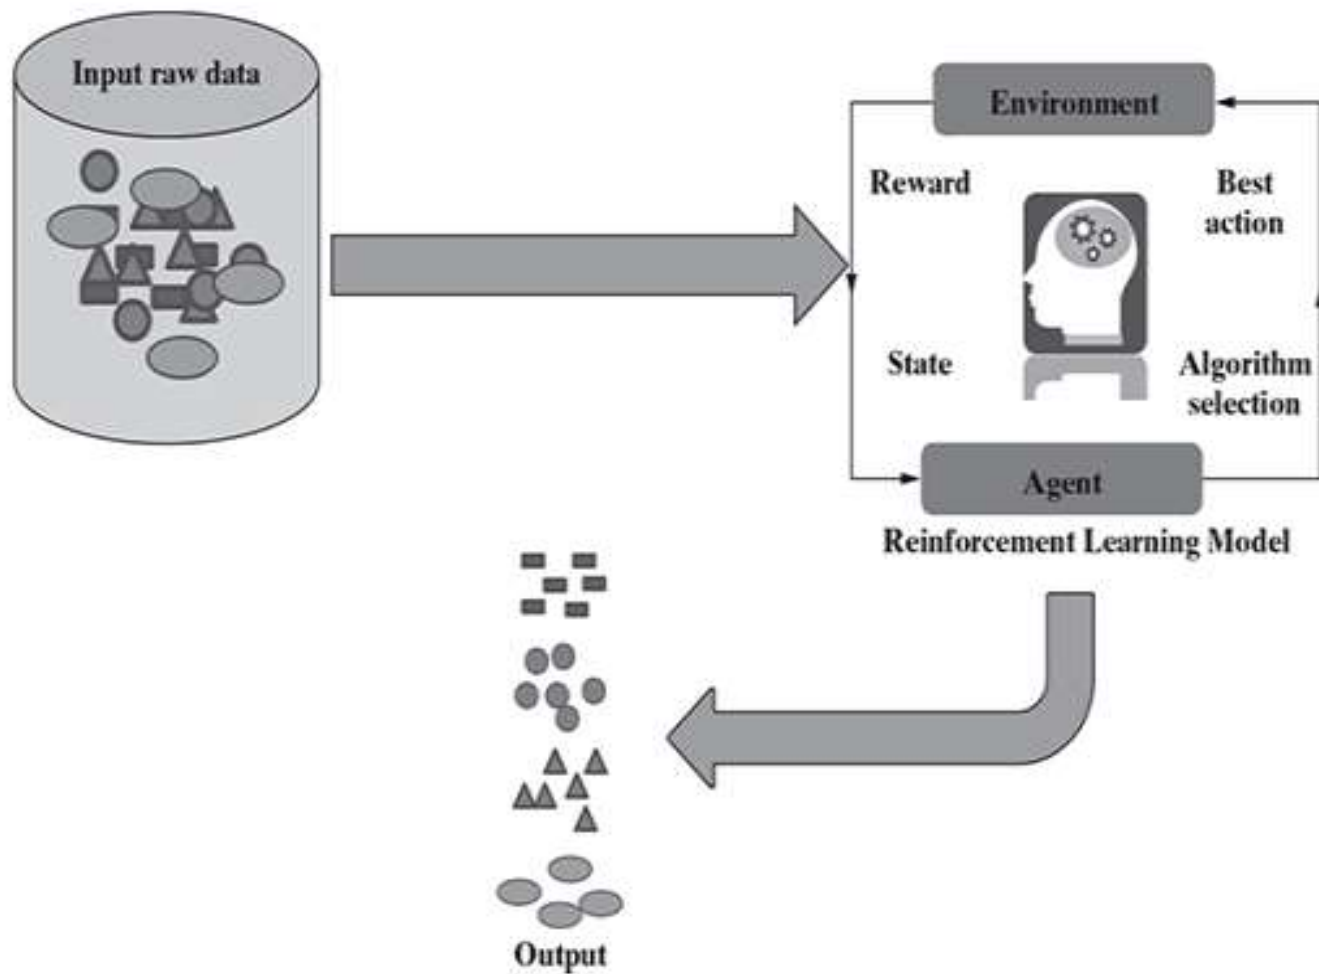 Input raw data
Environment
Reward
Best
action
State
Algorithm
selection
Agent
Reinforcement Learning Model
Output